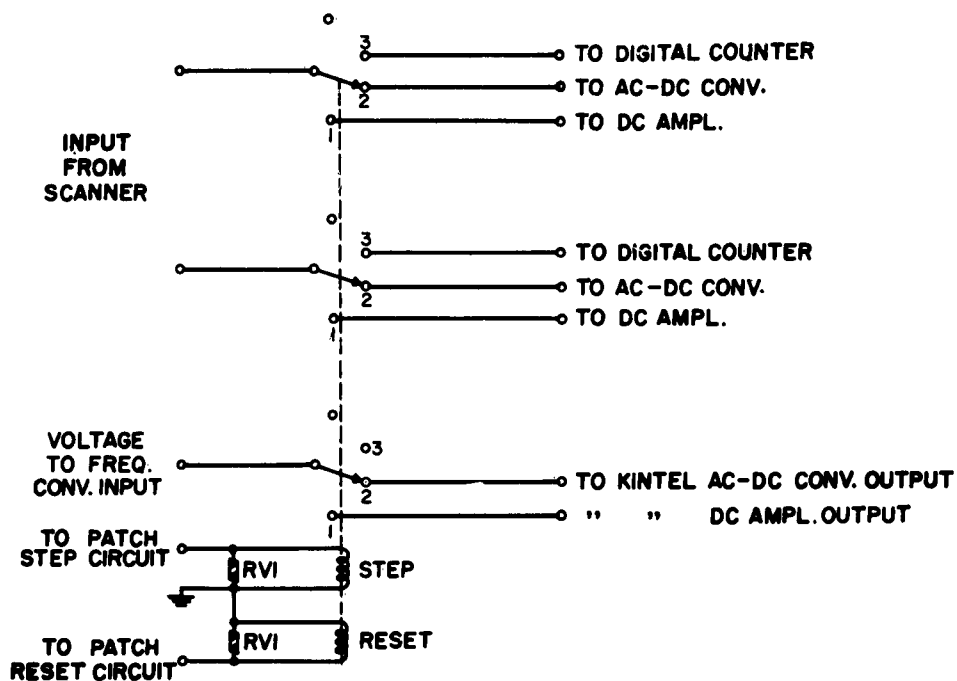 3
TO DIGITAL COUNTER
TO AC-DC CONV.
2
TO DC AMPL.
1
INPUT
FROM
SCANNER
3
TO DIGITAL COUNTER
TO AC-DC CONV.
2
TO DC AMPL.
1
VOLTAGE
TO FREQ.
CONV. INPUT
3
2
TO KINTEL AC-DC CONV. OUTPUT
1
" " DC AMPL. OUTPUT
TO PATCH
STEP CIRCUIT
RV1
STEP
RV1
RESET
TO PATCH
RESET CIRCUIT